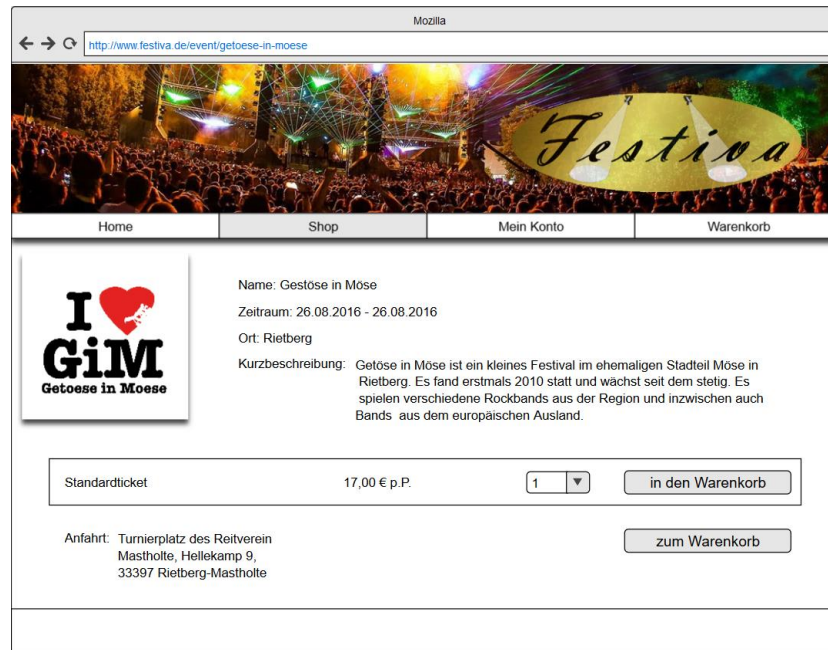 Mozilla
http://www.festiva.de/event/getoese-in-moese
Festiva
Home
Shop
Mein Konto
Warenkorb
I
GiM
Getoese in Moese
Name: Gestöse in Möse
Zeitraum: 26.08.2016 - 26.08.2016
Ort: Rietberg
Kurzbeschreibung: Getöse in Möse ist ein kleines Festival im ehemaligen Stadteil Möse in
Rietberg. Es fand erstmals 2010 statt und wächst seit dem stetig. Es
spielen verschiedene Rockbands aus der Region und inzwischen auch
Bands aus dem europäischen Ausland.
Standardticket 17,00 € p.P. 1 in den Warenkorb
Anfahrt: Turnierplatz des Reitverein
Mastholte, Hellekamp 9,
33397 Rietberg-Mastholte
zum Warenkorb